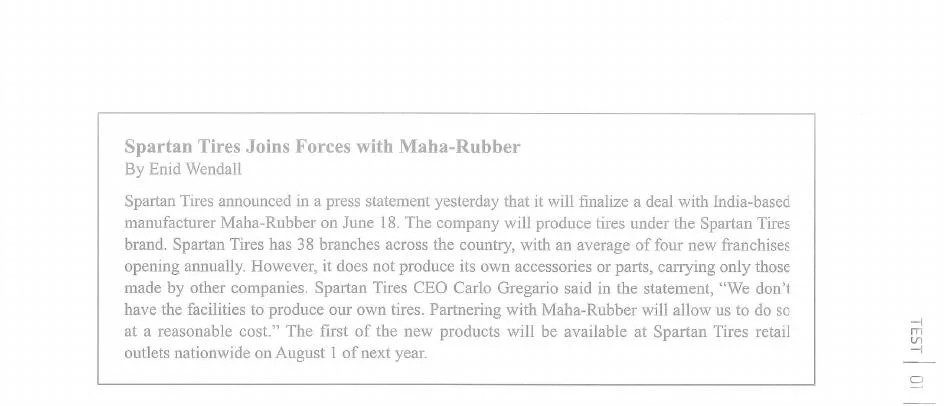 Spartan Tires Joins Forces with Maha-Rubber
By Enid Wendall
Spartan Tires announced in a press statement yesterday that it will finalize a deal with India-based
manufacturer Maha-Rubber on June 18. The company will produce tires under the Spartan Tires
brand. Spartan Tires has 38 branches across the country, with an average of four new franchises
opening annually. However, it does not produce its own accessories or parts, carrying only those
made by other companies. Spartan Tires CEO Carlo Gregario said in the statement, “We don’t
have the facilities to produce our own tires. Partnering with Maha-Rubber will allow us to do so
at a reasonable cost.” The first of the new products will be available at Spartan Tires retail
outlets nationwide on August 1 of next year.
TEST 01